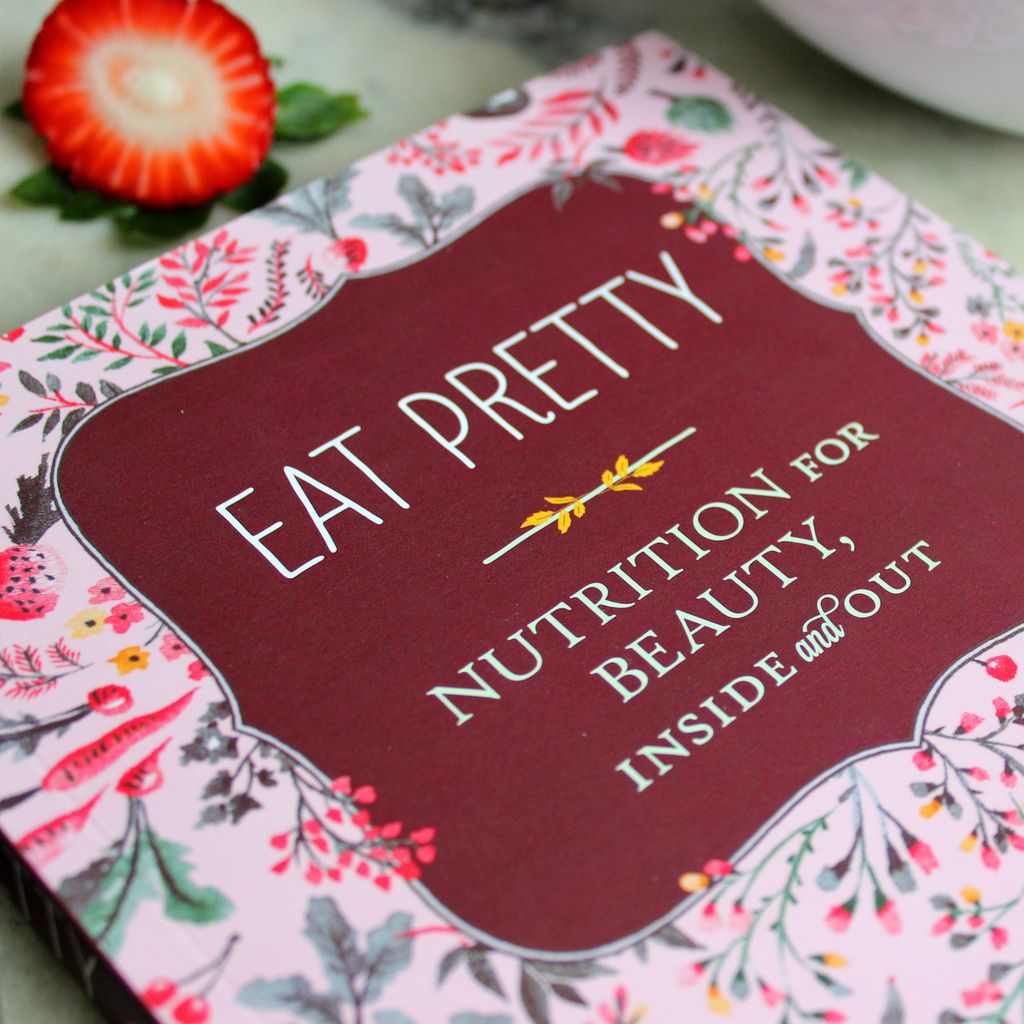 EAT PRETTY
NUTRITION FOR
BEAUTY,
INSIDE and OUT